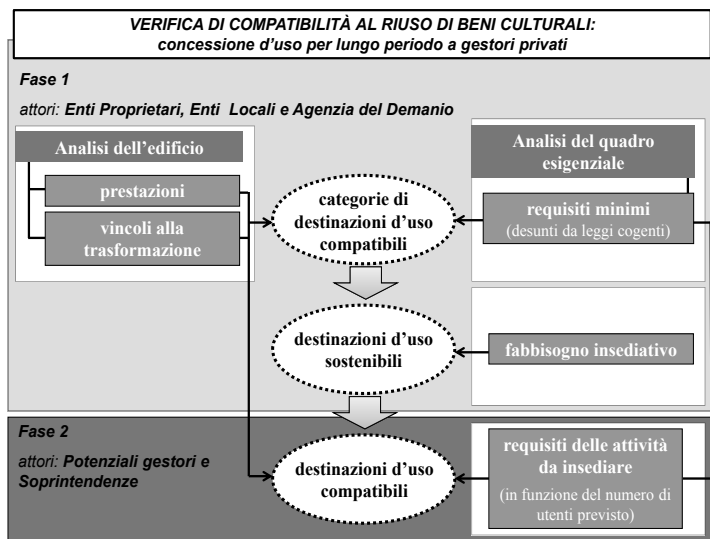 VERIFICA DI COMPATIBILITÀ AL RIUSO DI BENI CULTURALI:
concessione d'uso per lungo periodo a gestori privati
Fase 1
attori: Enti Proprietari, Enti Locali e Agenzia del Demanio
Analisi dell'edificio
prestazioni
vincoli alla
trasformazione
categorie di
destinazioni d'uso
compatibili
Analisi del quadro
esigenziale
requisiti minimi
(desunti da leggi cogenti)
destinazioni d'uso
sostenibili
fabbisogno insediativo
Fase 2
attori: Potenziali gestori e
Soprintendenze
destinazioni d'uso
compatibili
requisiti delle attività
da insediare
(in funzione del numero di
utenti previsto)